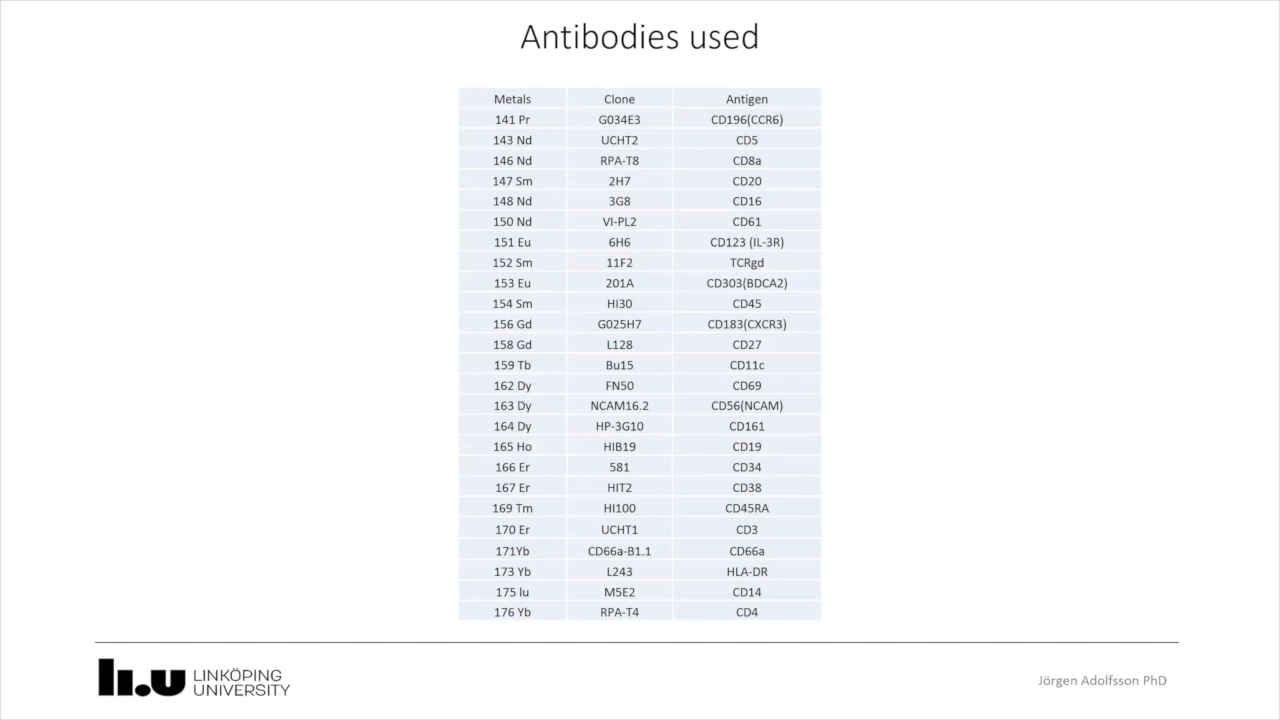 Antibodies used
Metals Clone Antigen
141 Pr G034E3 CD196(CCR6)
143 Nd UCHT2 CD5
146 Nd RPA-T8 CD8a
147 Sm 2H7 CD20
148 Nd 3G8 CD16
150 Nd VI-PL2 CD61
151 Eu 6H6 CD123 (IL-3R)
152 Sm 11F2 TCRgd
153 Eu 201A CD303(BDCA2)
154 Sm HI30 CD45
156 Gd G025H7 CD183(CXCR3)
158 Gd L128 CD27
159 Tb Bu15 CD11c
162 Dy FN50 CD69
163 Dy NCAM16.2 CD56(NCAM)
164 Dy HP-3G10 CD161
165 Ho HIB19 CD19
166 Er 581 CD34
167 Er HIT2 CD38
169 Tm HI100 CD45RA
170 Er UCHT1 CD3
171Yb CD66a-B1.1 CD66a
173 Yb L243 HLA-DR
175 lu M5E2 CD14
176 Yb RPA-T4 CD4
li.u LINKÖPING
UNIVERSITY
Jörgen Adolfsson PhD